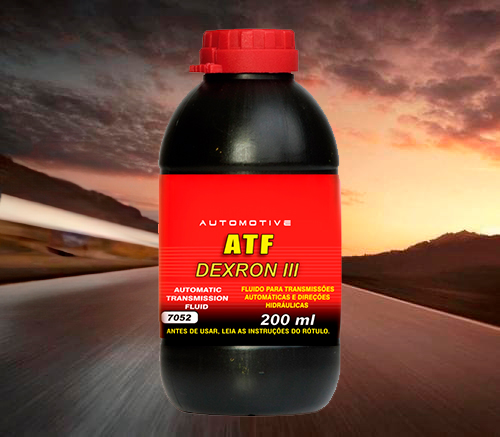 AUTOMOTIVE
ATF
DEXRON III
AUTOMATIC
TRANSMISSION
FLUID
7052
FLUIDO PARA TRANSMISSÕES
AUTOMÁTICAS E DIREÇÕES
HIDRÁULICAS
200 ml
ANTES DE USAR, LEIA AS INSTRUÇÕES DO RÓTULO.